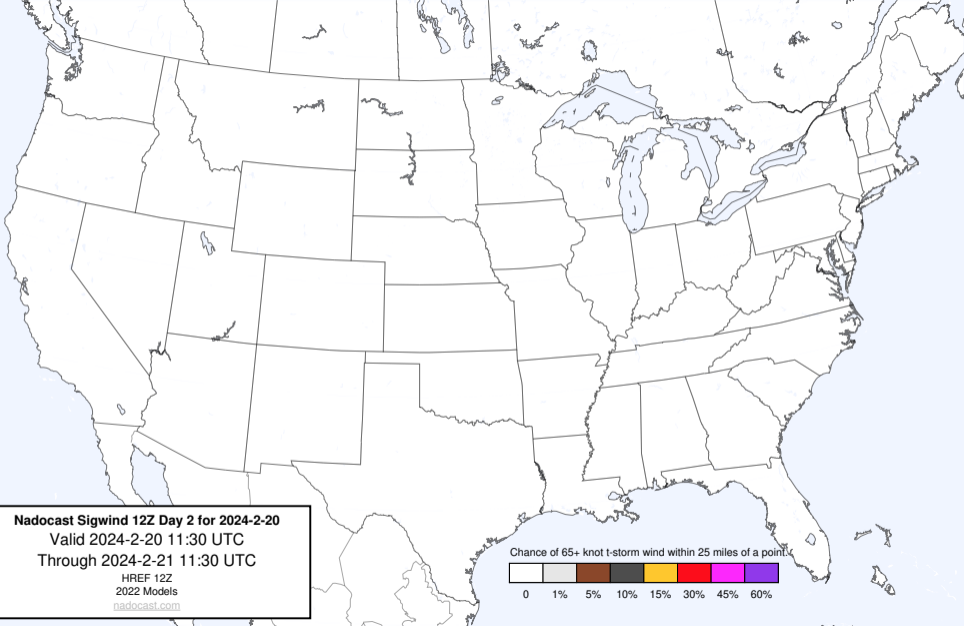 Nadocast Sigwind 12Z Day 2 for 2024-2-20
Valid 2024-2-20 11:30 UTC
Through 2024-2-21 11:30 UTC
HREF 12Z
2022 Models
nadocast.com
Chance of 65+ knot t-storm wind within 25 miles of a point.
0 1% 5% 10% 15% 30% 45% 60%